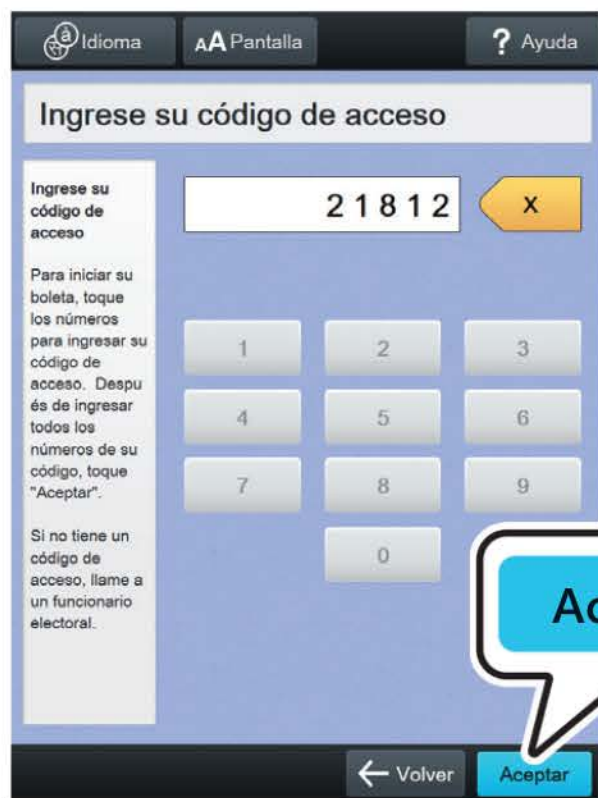 Idioma
AA Pantalla
? Ayuda
Ingrese su código de acceso
Ingrese su
código de
acceso
Para iniciar su
boleta, toque
los números
para ingresar su
código de
acceso. Despu
és de ingresar
todos los
números de su
código, toque
"Aceptar".
Si no tiene un
código de
acceso, llame a
un funcionario
electoral.
21812
X
1 2 3
4 5 6
7 8 9
0
Volver
Aceptar